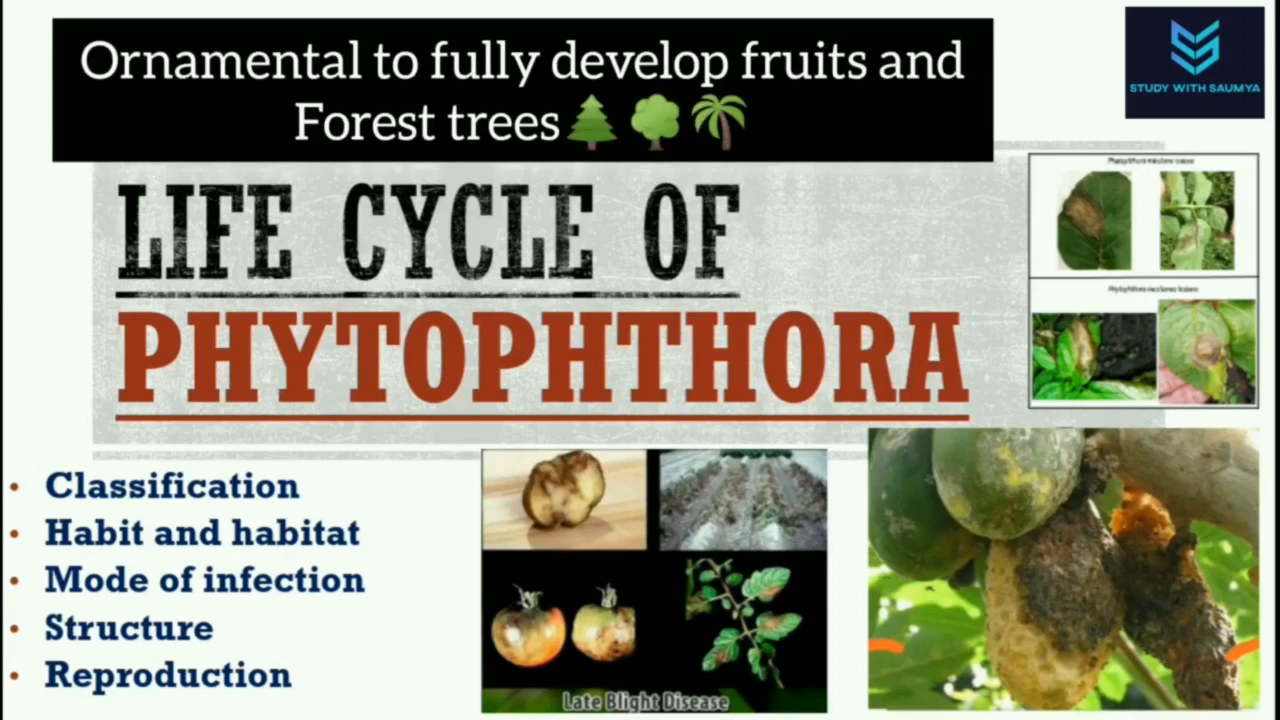 Ornamental to fully develop fruits and
Forest trees🌲🌳🌴
STUDY WITH SAUMYA
LIFE CYCLE OF
PHYTOPHTHORA
• Classification
• Habit and habitat
• Mode of infection
• Structure
• Reproduction
Late Blight Disease